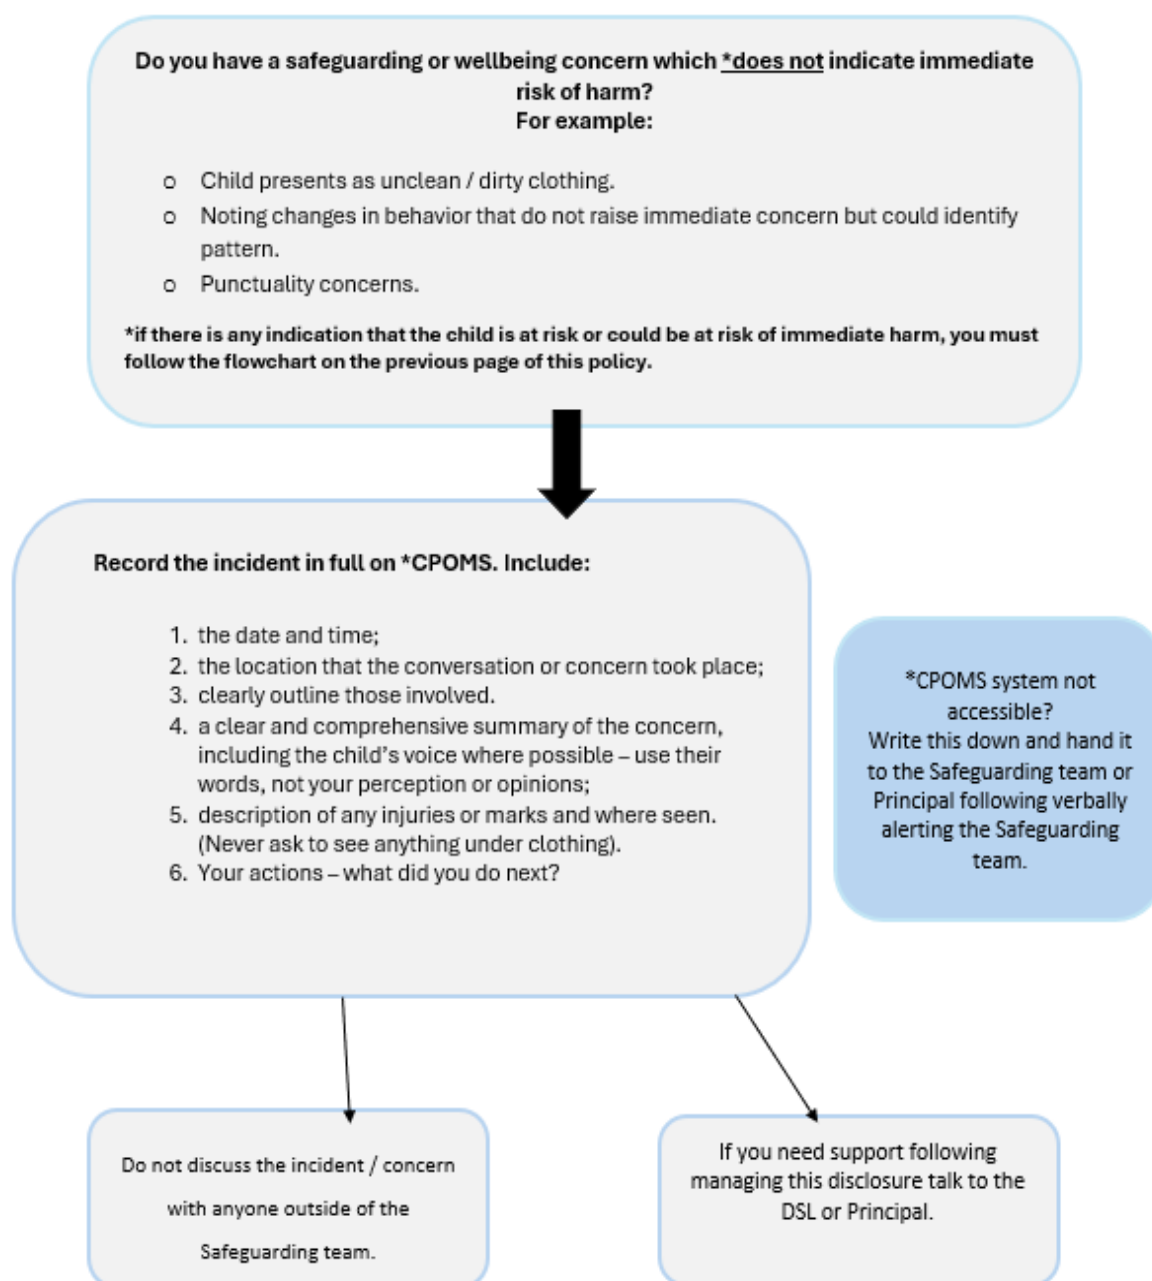 Do you have a safeguarding or wellbeing concern which *does not indicate immediate
risk of harm?
For example:
o Child presents as unclean / dirty clothing.
o Noting changes in behavior that do not raise immediate concern but could identify
pattern.
o Punctuality concerns.
*if there is any indication that the child is at risk or could be at risk of immediate harm, you must
follow the flowchart on the previous page of this policy.
Record the incident in full on *CPOMS. Include:
1. the date and time;
2. the location that the conversation or concern took place;
3. clearly outline those involved.
4. a clear and comprehensive summary of the concern,
including the child’s voice where possible – use their
words, not your perception or opinions;
5. description of any injuries or marks and where seen.
(Never ask to see anything under clothing).
6. Your actions – what did you do next?
*CPOMS system not
accessible?
Write this down and hand it
to the Safeguarding team or
Principal following verbally
alerting the Safeguarding
team.
Do not discuss the incident / concern
with anyone outside of the
Safeguarding team.
If you need support following
managing this disclosure talk to the
DSL or Principal.